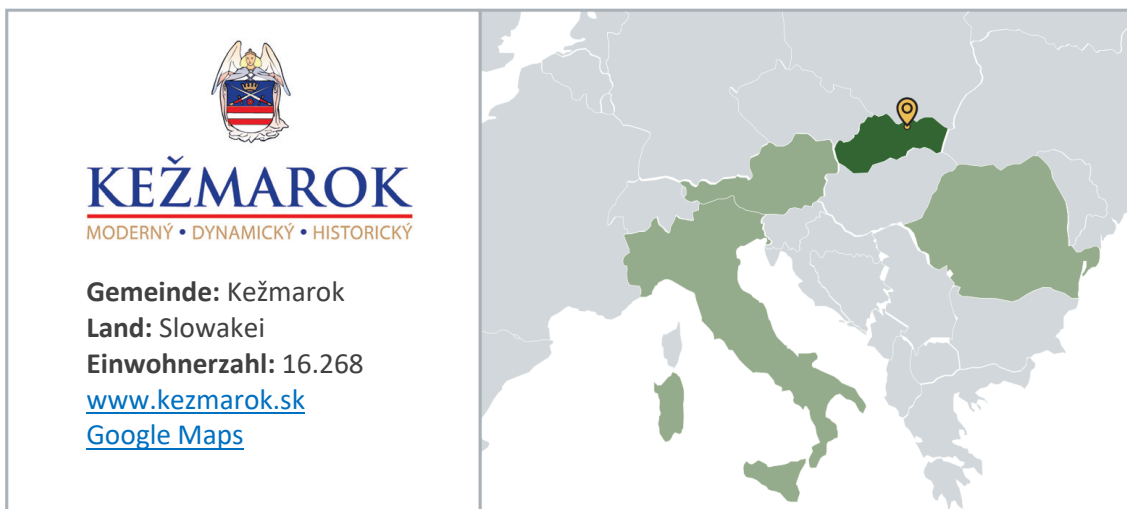 KEŽMAROK
MODERNÝ • DYNAMICKÝ • HISTORICKÝ
Gemeinde: Kežmarok
Land: Slowakei
Einwohnerzahl: 16.268
www.kezmarok.sk
Google Maps